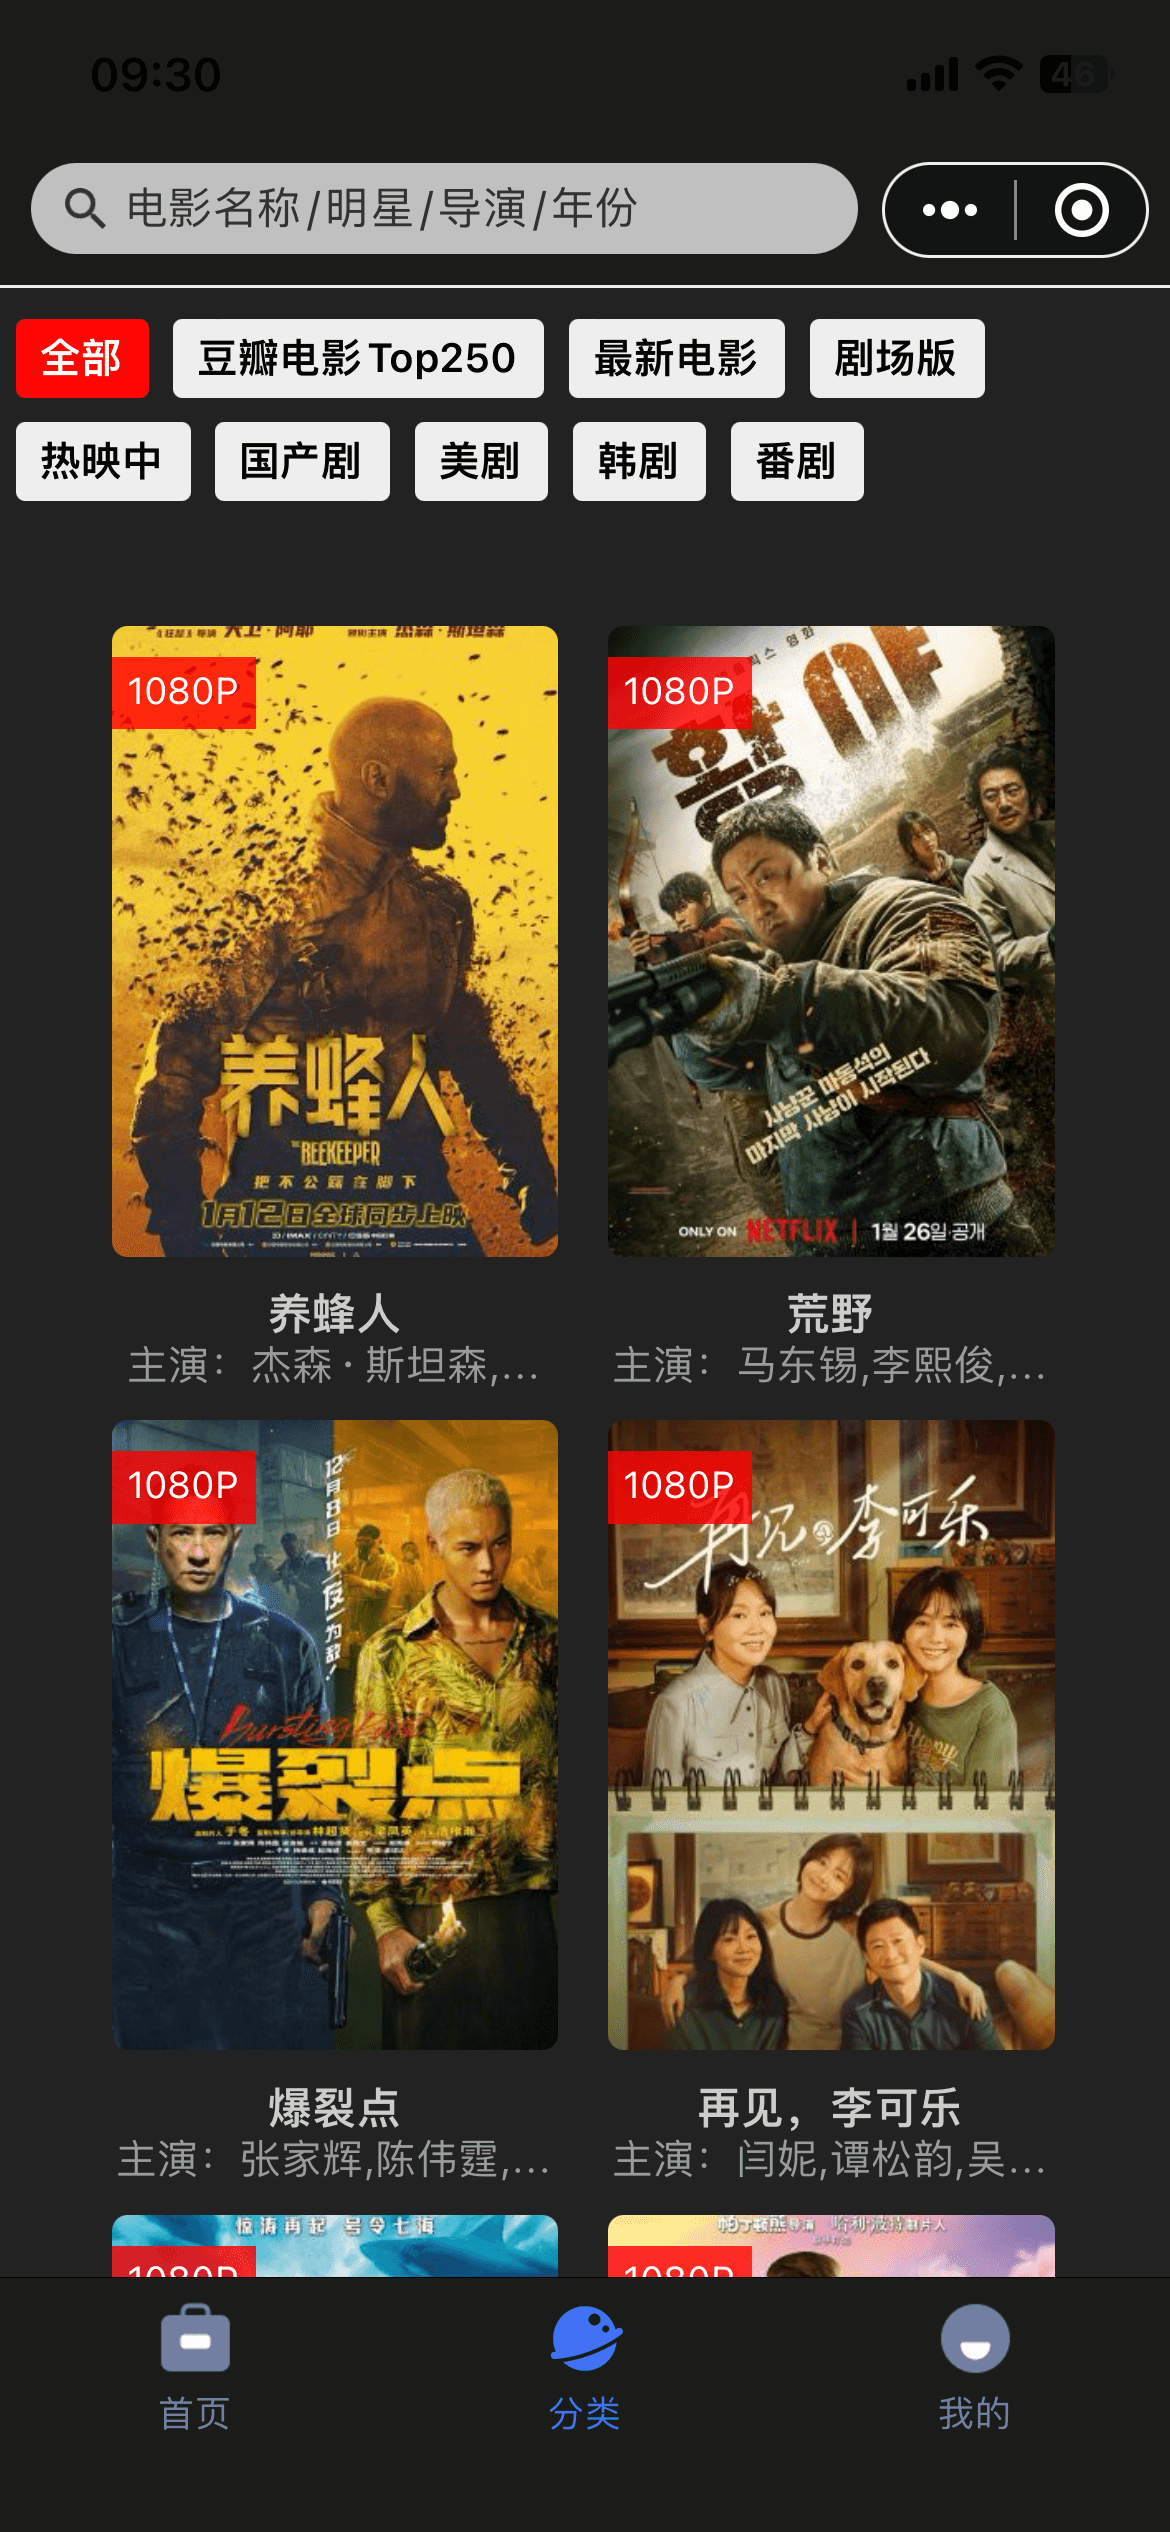 09:30
46
电影名称/明星/导演/年份
全部 豆瓣电影Top250 最新电影 剧场版
热映中 国产剧 美剧 韩剧 番剧
1080P
养蜂人
THE BEEKEEPER
把不公踩在脚下
1月12日全球同步上映
1080P
황야
사냥꾼 마동석의
마지막 사냥이 시작된다
ONLY ON NETFLIX | 1월 26일 공개
养蜂人
主演：杰森·斯坦森,...
荒野
主演：马东锡,李熙俊,...
1080P
12月8日 化反为敌！
Bursting Point
爆裂点
1080P
再见 李可乐
爆裂点
主演：张家辉,陈伟霆,...
再见，李可乐
主演：闫妮,谭松韵,吴...
惊涛再起 号令七海
1080P
1080P
首页 分类 我的